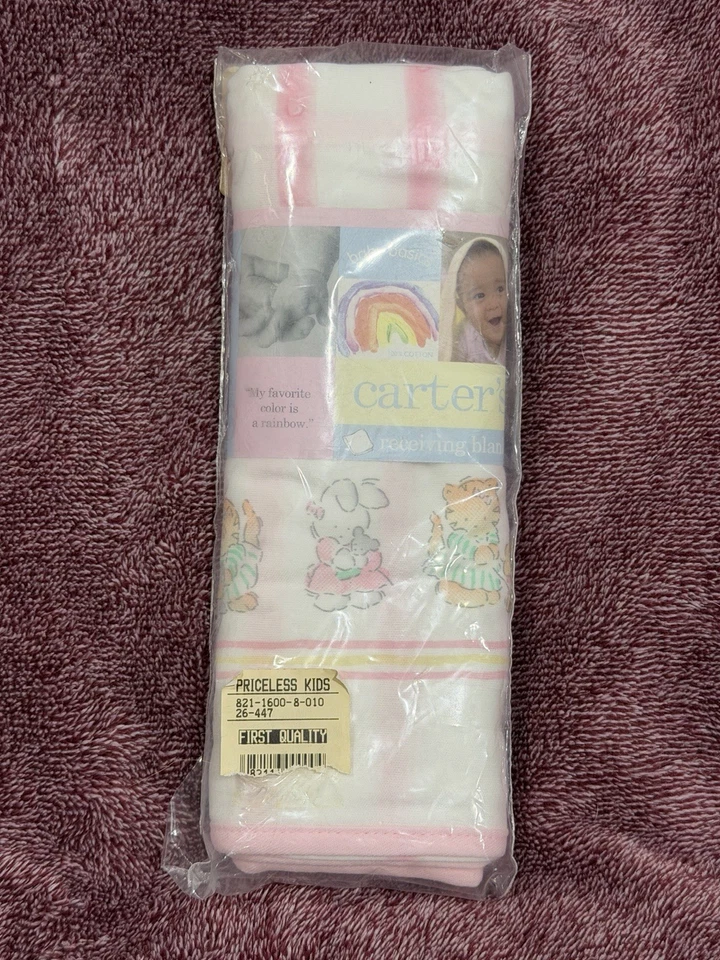 "My favorite
color is
a rainbow."
carter's
receiving blan
PRICELESS KIDS
821-1600-8-010
26-447
FIRST QUALITY